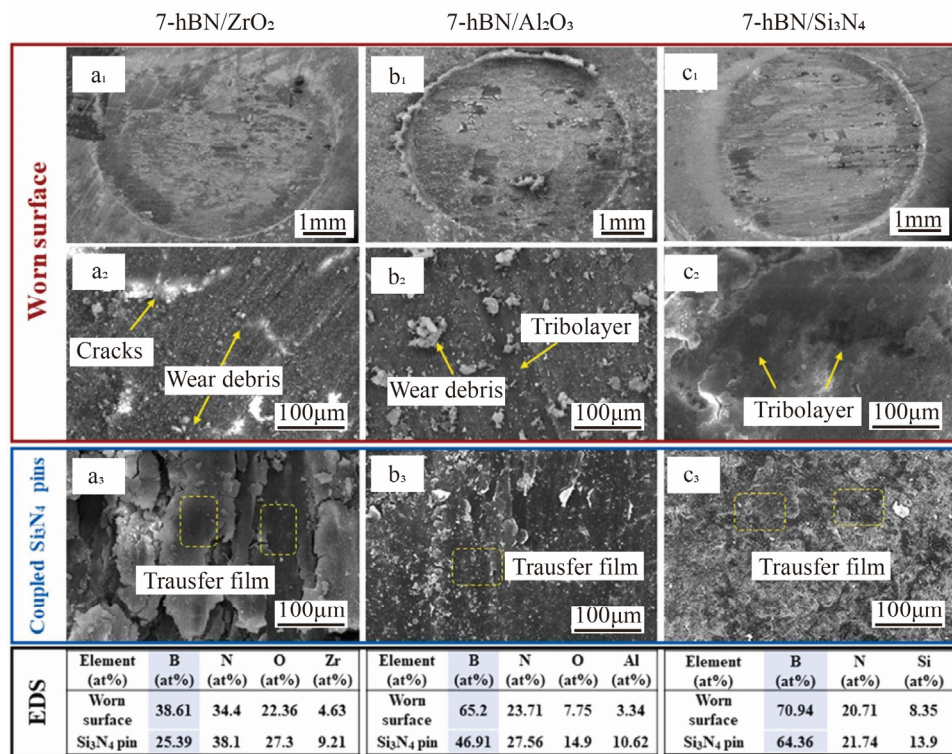 7-hBN/ZrO₂ 7-hBN/Al₂O₃ 7-hBN/Si₃N₄
Worn surface
a₁ b₁ c₁
1mm 1mm 1mm
a₂ b₂ c₂
Cracks
Wear debris
100μm
Tribolayer
Wear debris
100μm
Tribolayer
100μm
Coupled Si₃N₄ pins
a₃ b₃ c₃
Trausfer film Trausfer film Trausfer film
100μm 100μm 100μm
EDS
Element (at%) B (at%) N (at%) O (at%) Zr (at%)
Worn surface 38.61 34.4 22.36 4.63
Si₃N₄ pin 25.39 38.1 27.3 9.21
Element (at%) B (at%) N (at%) O (at%) Al (at%)
Worn surface 65.2 23.71 7.75 3.34
Si₃N₄ pin 46.91 27.56 14.9 10.62
Element (at%) B (at%) N (at%) Si (at%)
Worn surface 70.94 20.71 8.35
Si₃N₄ pin 64.36 21.74 13.9